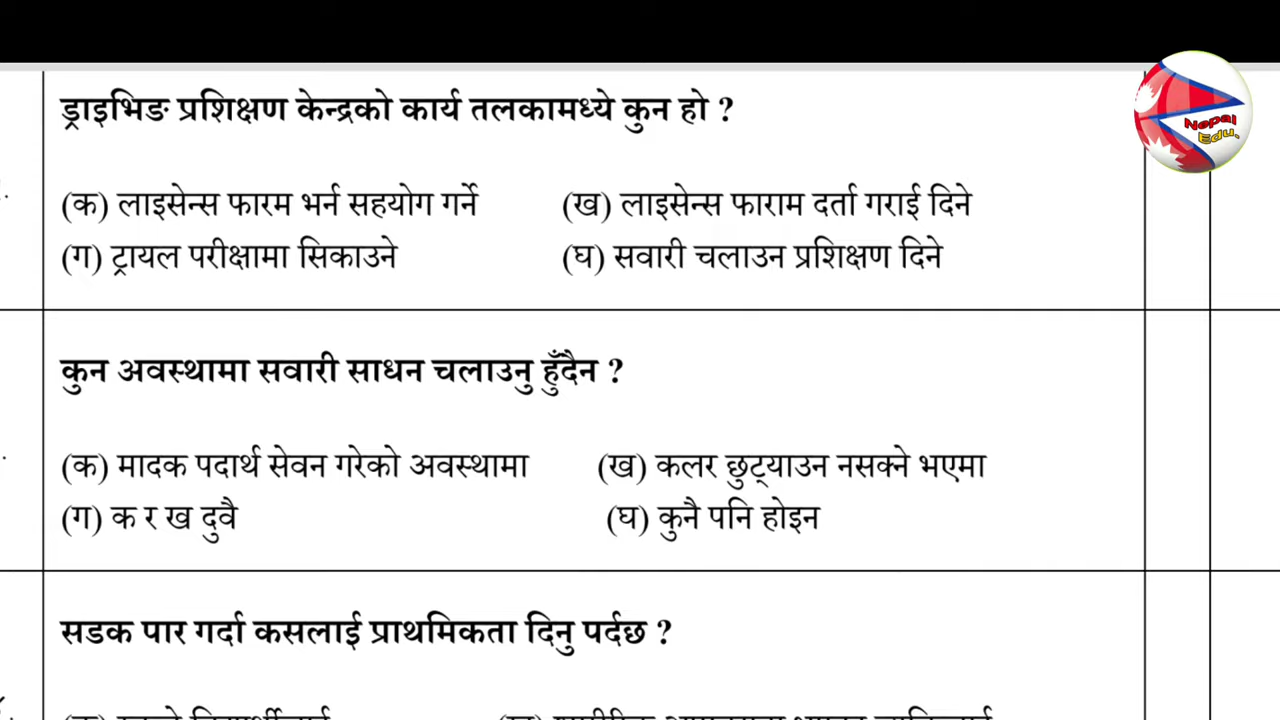 ड्राइभिङ प्रशिक्षण केन्द्रको कार्य तलकामध्ये कुन हो ?
Nepal
Edu.
(क) लाइसेन्स फारम भर्न सहयोग गर्ने (ख) लाइसेन्स फाराम दर्ता गराई दिने
(ग) ट्रायल परीक्षामा सिकाउने (घ) सवारी चलाउन प्रशिक्षण दिने
कुन अवस्थामा सवारी साधन चलाउनु हुँदैन ?
(क) मादक पदार्थ सेवन गरेको अवस्थामा (ख) कलर छुट्याउन नसक्ने भएमा
(ग) क र ख दुवै (घ) कुनै पनि होइन
सडक पार गर्दा कसलाई प्राथमिकता दिनु पर्दछ ?